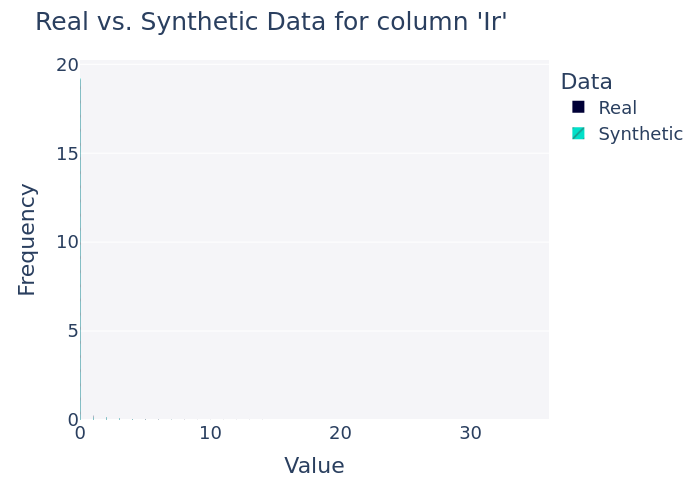 Real vs. Synthetic Data for column 'Ir'
20
15
10
5
0
Frequency
0
10
20
30
Value
Data
Real
Synthetic